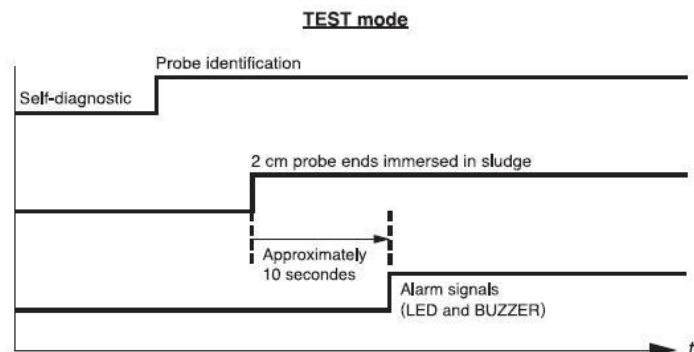 TEST mode
Probe identification
Self-diagnostic
2 cm probe ends immersed in sludge
Approximately
10 secondes
Alarm signals
(LED and BUZZER)
t